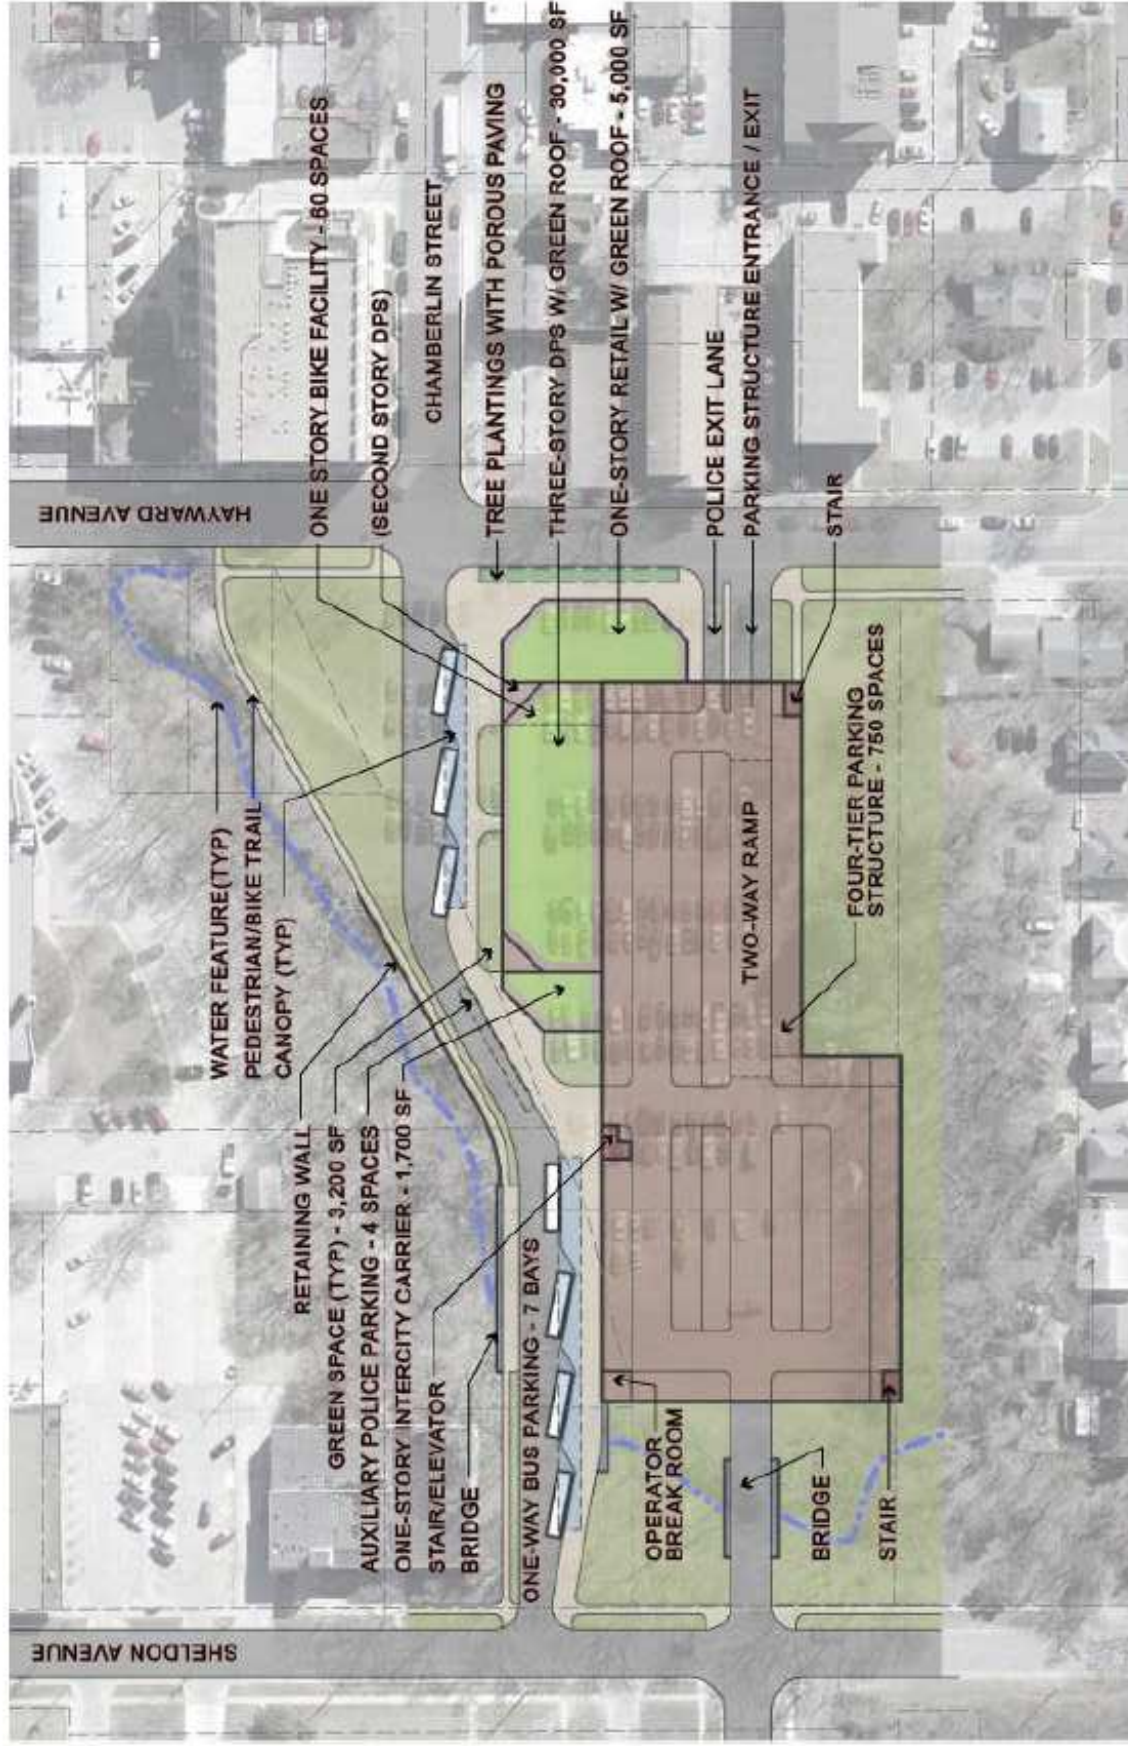 SHELDON AVENUE
HAYWARD AVENUE
WATER FEATURE(TYP)
PEDESTRIAN/BIKE TRAIL
CANOPY (TYP)
RETAINING WALL
GREEN SPACE (TYP) - 3,200 SF
AUXILIARY POLICE PARKING - 4 SPACES
ONE-STORY INTERCITY CARRIER - 1,700 SF
STAIR/ELEVATOR
BRIDGE
ONE-WAY BUS PARKING - 7 BAYS
ONE STORY BIKE FACILITY - 60 SPACES
(SECOND STORY DPS)
CHAMBERLIN STREET
TREE PLANTINGS WITH POROUS PAVING
THREE-STORY DPS W/ GREEN ROOF - 30,000 SF
ONE-STORY RETAIL W/ GREEN ROOF - 5,000 SF
POLICE EXIT LANE
PARKING STRUCTURE ENTRANCE / EXIT
STAIR
OPERATOR
BREAK ROOM
TWO-WAY RAMP
BRIDGE
FOUR-TIER PARKING
STRUCTURE - 750 SPACES
STAIR